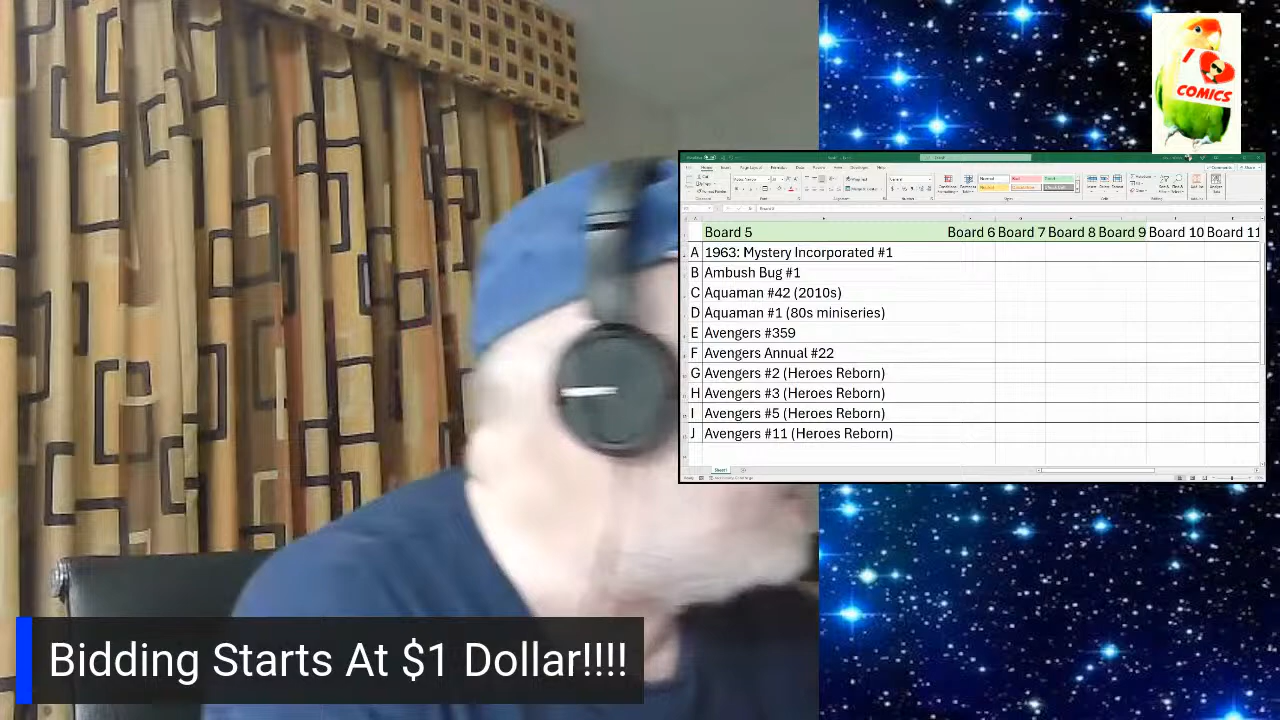 I
COMICS
Board 5 Board 6 Board 7 Board 8 Board 9 Board 10 Board 11
A 1963: Mystery Incorporated #1
B Ambush Bug #1
C Aquaman #42 (2010s)
D Aquaman #1 (80s miniseries)
E Avengers #359
F Avengers Annual #22
G Avengers #2 (Heroes Reborn)
H Avengers #3 (Heroes Reborn)
I Avengers #5 (Heroes Reborn)
J Avengers #11 (Heroes Reborn)
Bidding Starts At $1 Dollar!!!!